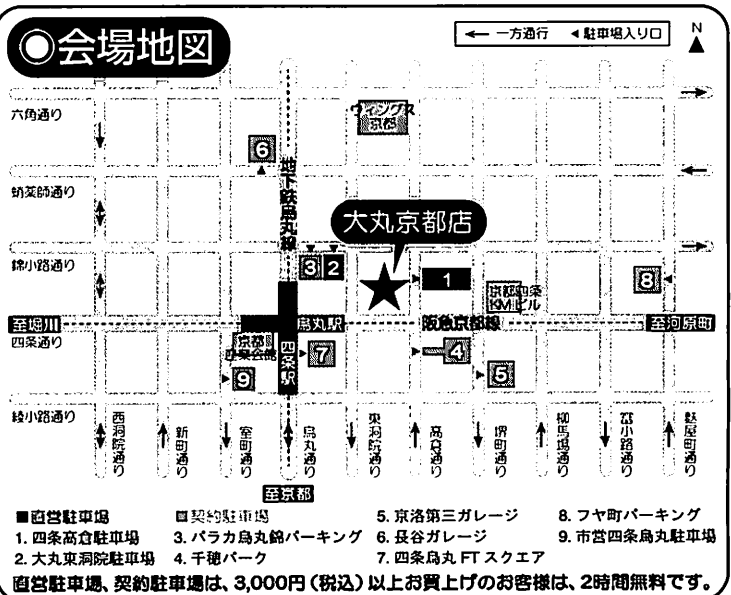 ◎会場地図
← 一方通行 ◀駐車場入り口
N
六角通り
ウィングス
京都
6
蛸薬師通り
地下鉄烏丸線
大丸京都店
錦小路通り
3 2
1
8
京都四条
KMビル
至堀川
烏丸駅
阪急京都線
至河原町
四条通り
京都
産業会館
四条駅
7
4
9
5
綾小路通り
西洞院通り
新町通り
室町通り
烏丸通り
東洞院通り
高倉通り
堺町通り
柳馬場通り
富小路通り
麩屋町通り
至京都
■直営駐車場
1. 四条高倉駐車場
2. 大丸東洞院駐車場
■契約駐車場
3. パラカ烏丸錦パーキング
4. 千穂パーク
5. 京洛第三ガレージ
6. 長谷ガレージ
7. 四条烏丸FTスクエア
8. フヤ町パーキング
9. 市営四条烏丸駐車場
直営駐車場、契約駐車場は、3,000円(税込)以上お買上げのお客様は、2時間無料です。